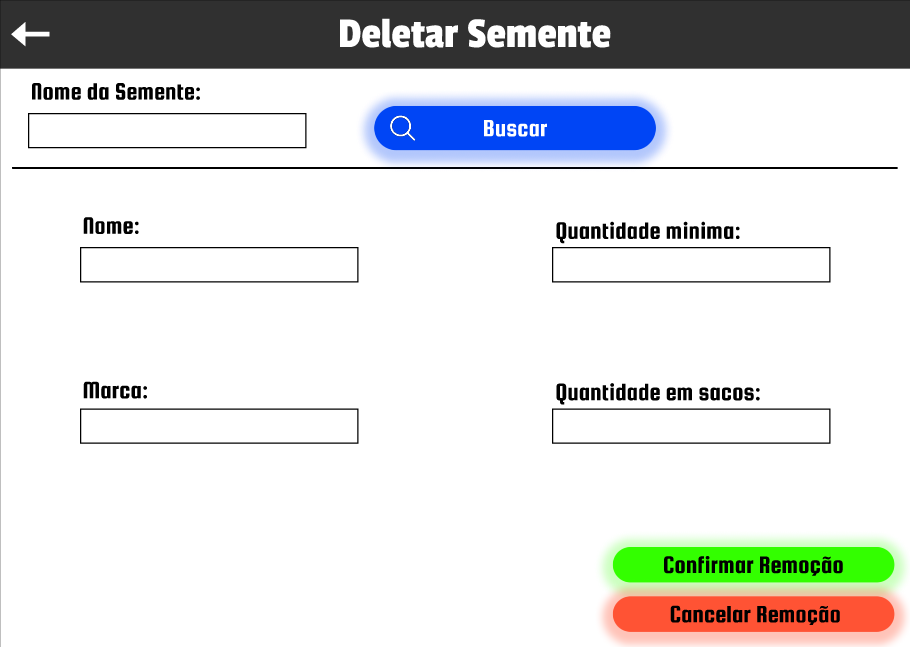 Deletar Semente
Nome da Semente:
Buscar
Nome:
Quantidade minima:
Marca:
Quantidade em sacos:
Confirmar Remoção
Cancelar Remoção